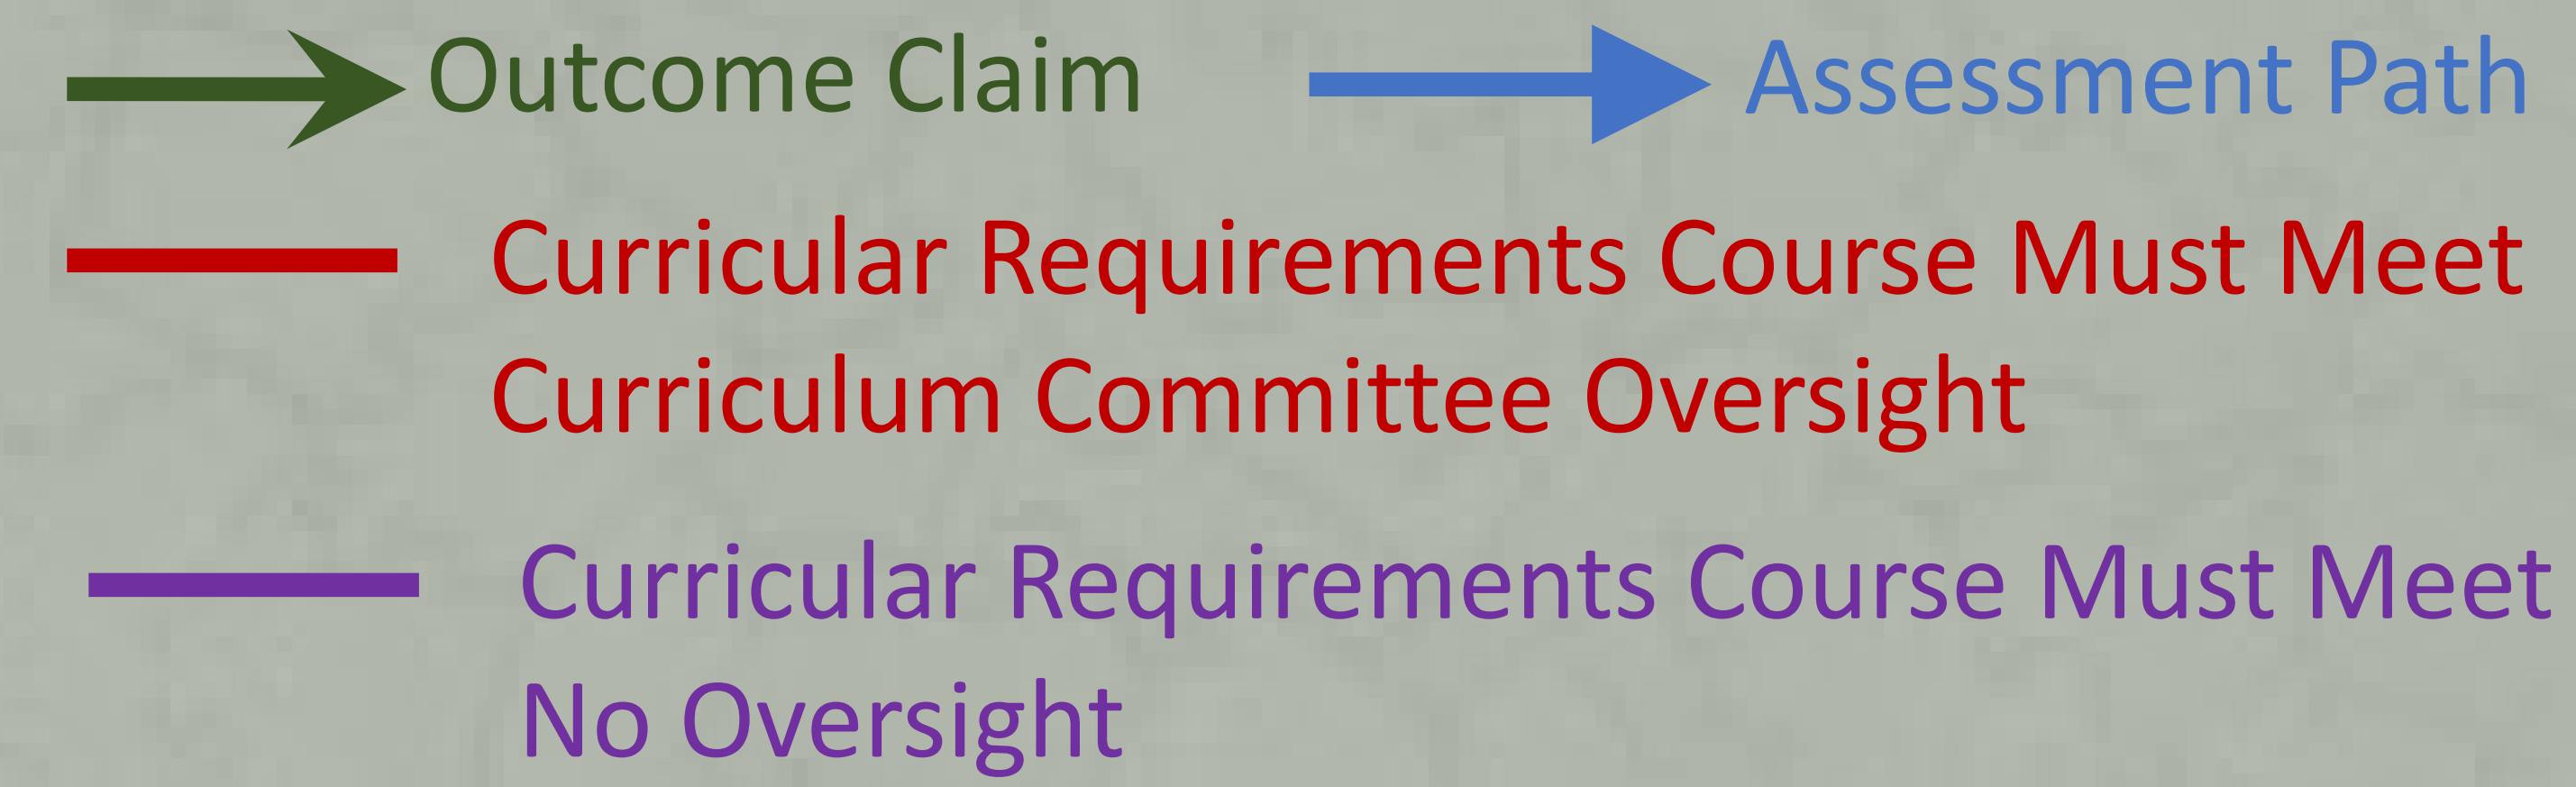 Outcome Claim
Assessment Path
Curricular Requirements Course Must Meet
Curriculum Committee Oversight
Curricular Requirements Course Must Meet
No Oversight